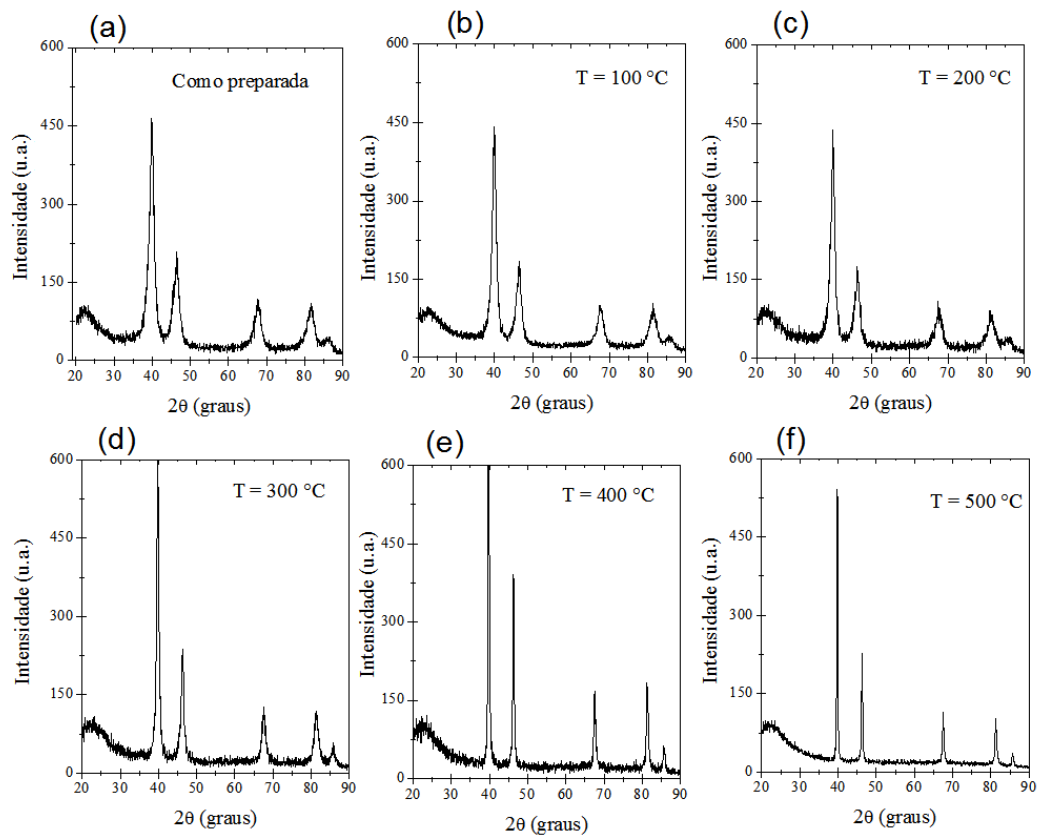 (a)
600
450
300
150
0
Intensidade (u.a.)
Como preparada
20 30 40 50 60 70 80 90
2θ (graus)
(b)
600
450
300
150
0
Intensidade (u.a.)
T = 100 °C
20 30 40 50 60 70 80 90
2θ (graus)
(c)
600
450
300
150
0
Intensidade (u.a.)
T = 200 °C
20 30 40 50 60 70 80 90
2θ (graus)
(d)
600
450
300
150
0
Intensidade (u.a.)
T = 300 °C
20 30 40 50 60 70 80 90
2θ (graus)
(e)
600
450
300
150
0
Intensidade (u.a.)
T = 400 °C
20 30 40 50 60 70 80 90
2θ (graus)
(f)
600
450
300
150
0
Intensidade (u.a.)
T = 500 °C
20 30 40 50 60 70 80 90
2θ (graus)